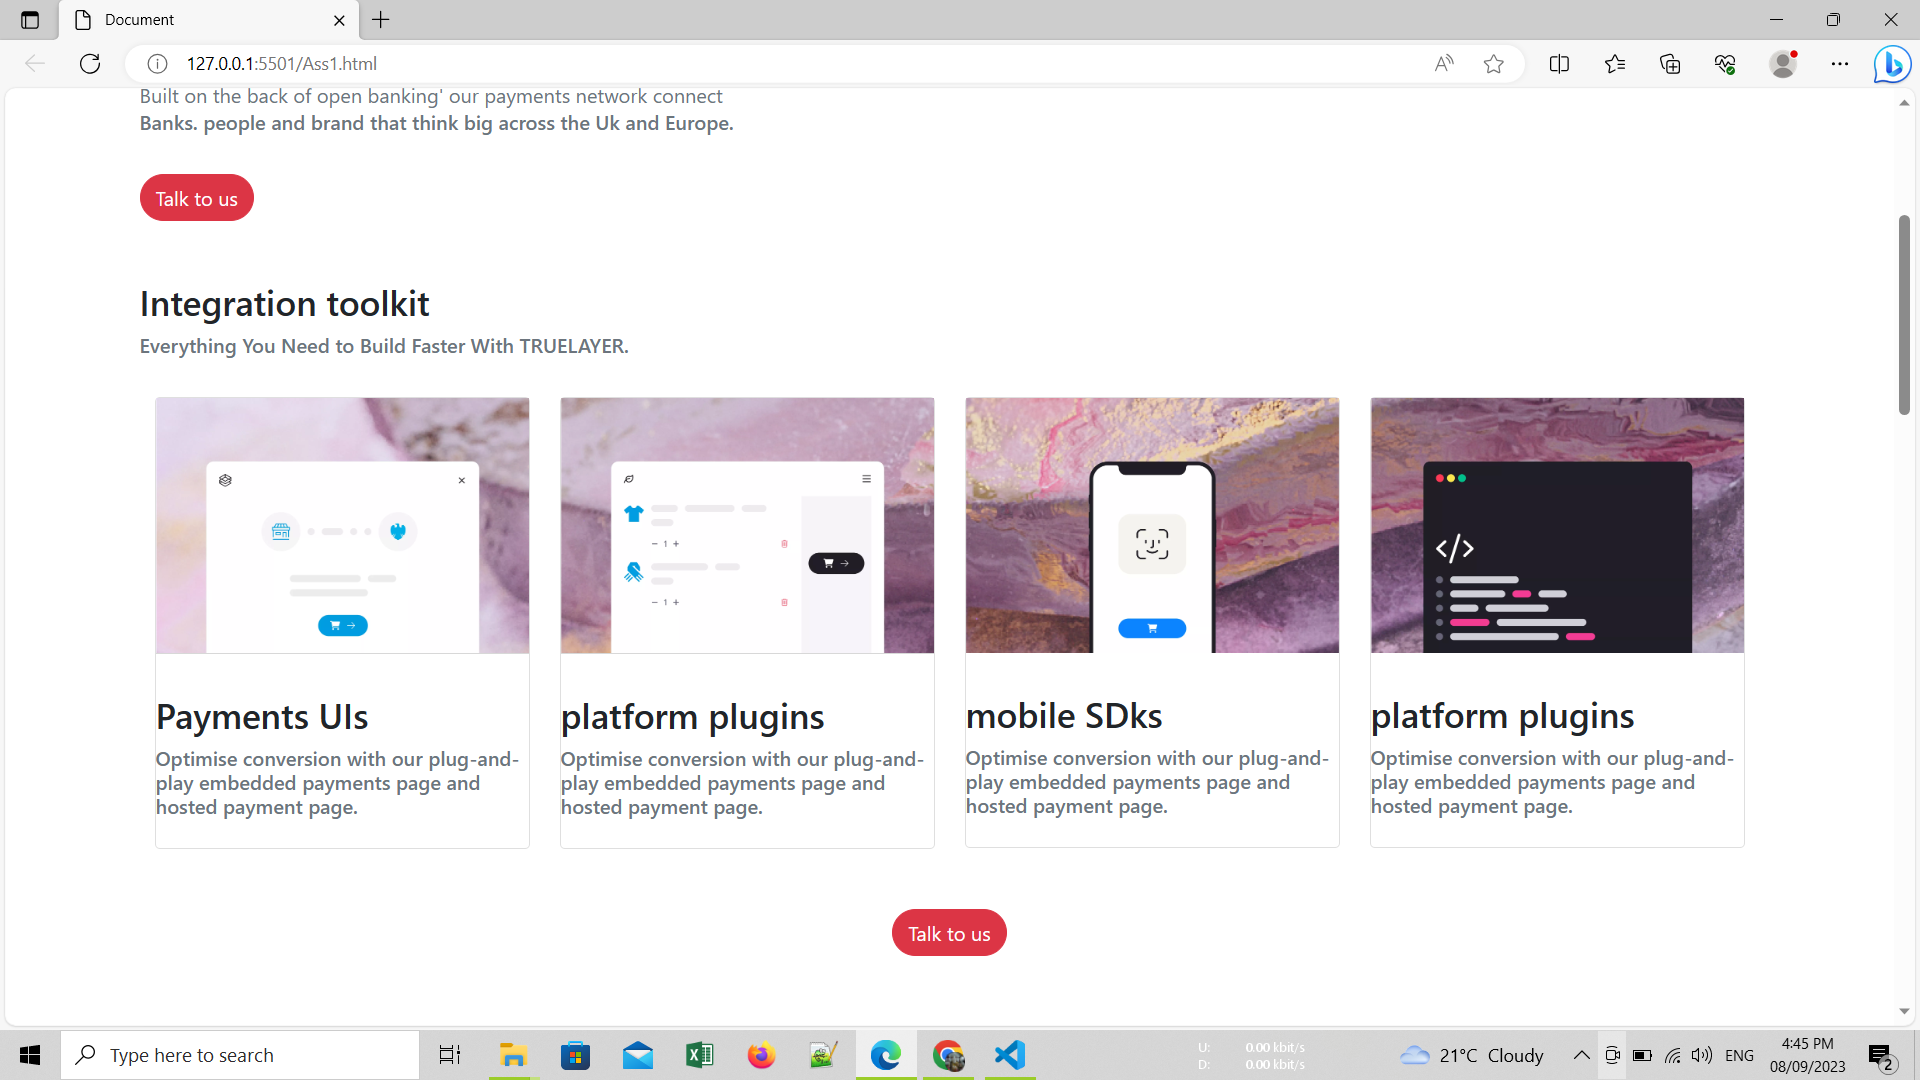 Document
127.0.0.1:5501/Ass1.html
Built on the back of open banking' our payments network connect
Banks. people and brand that think big across the Uk and Europe.
Talk to us
Integration toolkit
Everything You Need to Build Faster With TRUELAYER.
- 1 +
- 1 +
</>
Payments UIs
Optimise conversion with our plug-and-
play embedded payments page and
hosted payment page.
platform plugins
Optimise conversion with our plug-and-
play embedded payments page and
hosted payment page.
mobile SDks
Optimise conversion with our plug-and-
play embedded payments page and
hosted payment page.
platform plugins
Optimise conversion with our plug-and-
play embedded payments page and
hosted payment page.
Talk to us
Type here to search
U: 0.00 kbit/s
D: 0.00 kbit/s
21°C Cloudy
ENG
4:45 PM
08/09/2023
2